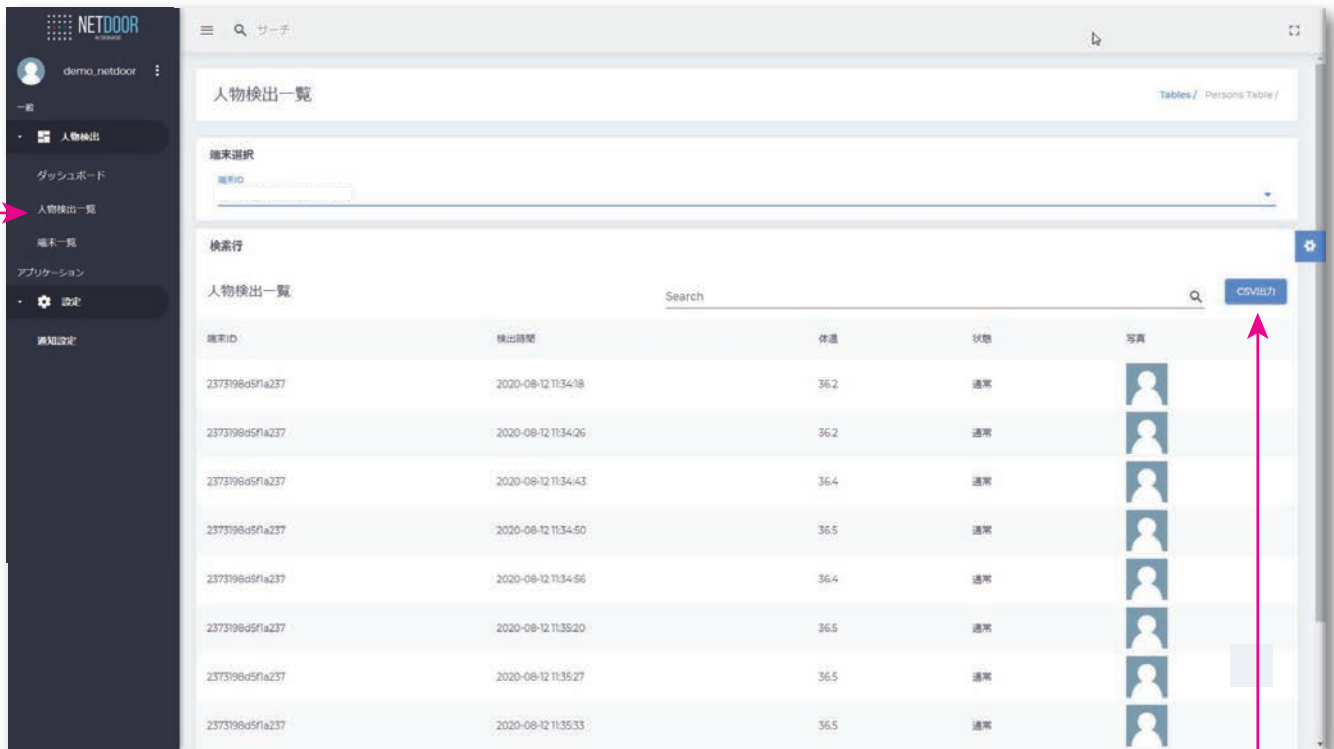 NETDOOR
サーチ
demo_netdoor
人物検出一覧
Tables / Persons Table /
一般
人物検出
端末選択
ダッシュボード
端末ID
人物検出一覧
端末一覧
検索行
アプリケーション
人物検出一覧
Search
CSV出力
設定
通知設定
端末ID 検出時間 体温 状態 写真
2373198d5f1a237 2020-08-12 11:34:18 36.2 通常
2373198d5f1a237 2020-08-12 11:34:26 36.2 通常
2373198d5f1a237 2020-08-12 11:34:43 36.4 通常
2373198d5f1a237 2020-08-12 11:34:50 36.5 通常
2373198d5f1a237 2020-08-12 11:34:56 36.4 通常
2373198d5f1a237 2020-08-12 11:35:20 36.5 通常
2373198d5f1a237 2020-08-12 11:35:27 36.5 通常
2373198d5f1a237 2020-08-12 11:35:33 36.5 通常